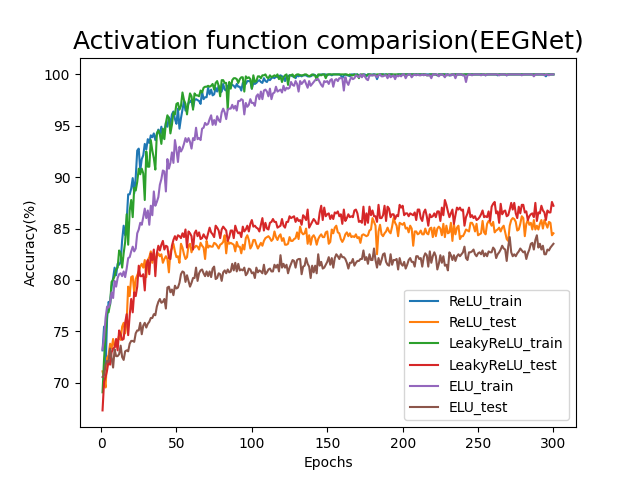 Activation function comparision(EEGNet)
100
95
90
85
80
75
70
Accuracy(%)
ReLU_train
ReLU_test
LeakyReLU_train
LeakyReLU_test
ELU_train
ELU_test
0 50 100 150 200 250 300
Epochs